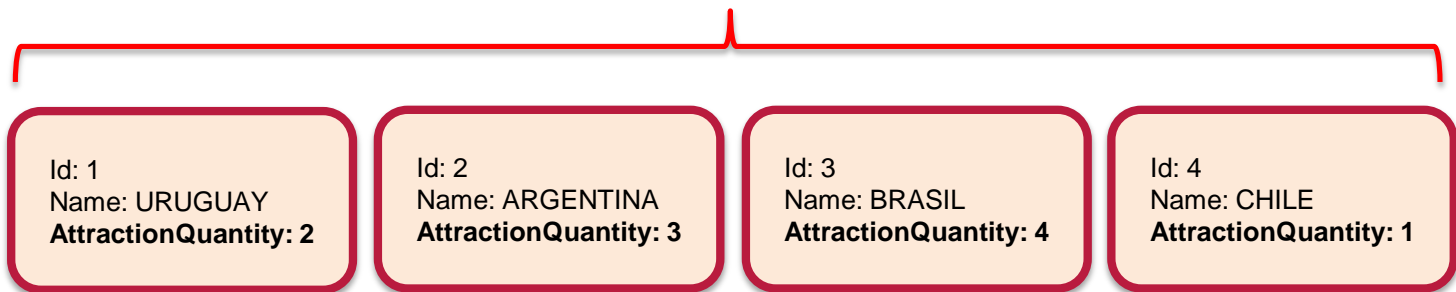 Id: 1
Name: URUGUAY
AttractionQuantity: 2
Id: 2
Name: ARGENTINA
AttractionQuantity: 3
Id: 3
Name: BRASIL
AttractionQuantity: 4
Id: 4
Name: CHILE
AttractionQuantity: 1